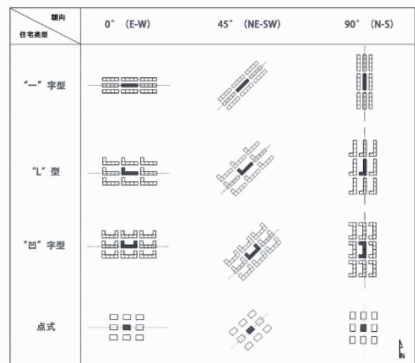 朝向
住宅类型
0° (E-W)
45° (NE-SW)
90° (N-S)
"一"字型
"L"型
"凹"字型
点式
N